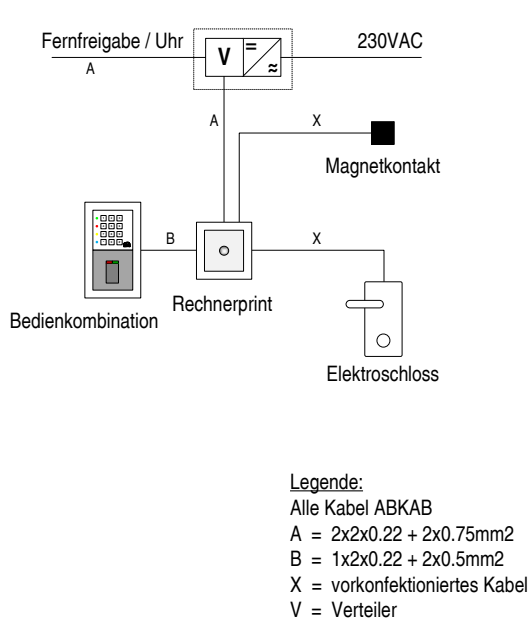 Fernfreigabe / Uhr
V
=
≈
230VAC
A
A
X
Magnetkontakt
B
X
Bedienkombination
Rechnerprint
Elektroschloss
Legende:
Alle Kabel ABKAB
A = 2x2x0.22 + 2x0.75mm2
B = 1x2x0.22 + 2x0.5mm2
X = vorkonfektioniertes Kabel
V = Verteiler